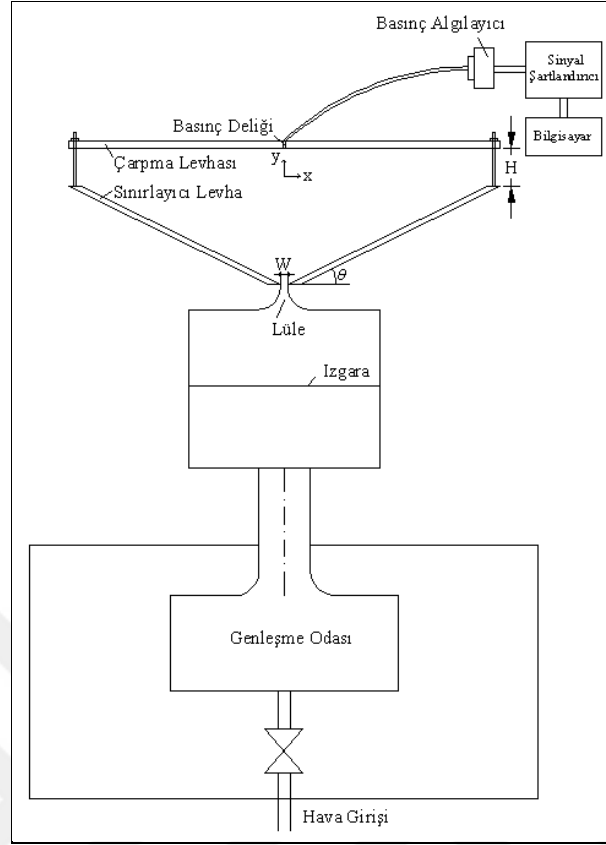 Basınç Algılayıcı
Sinyal
Şartlandırıcı
Bilgisayar
Basınç Deliği
Çarpma Levhası
y
x
H
Sınırlayıcı Levha
W
θ
Lüle
Izgara
Genleşme Odası
Hava Girişi